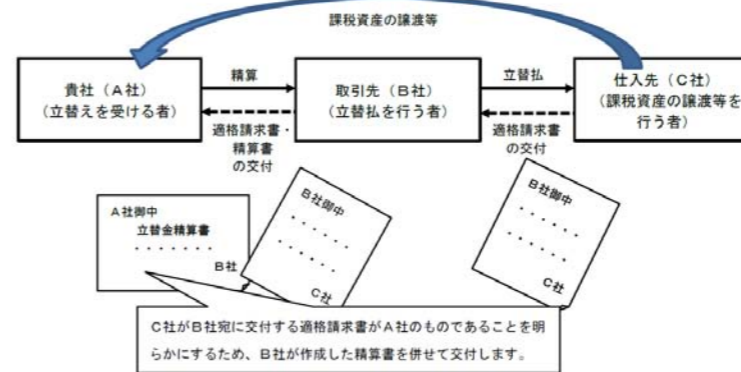 課税資産の譲渡等
貴社（A社）
（立替えを受ける者）
精算
適格請求書・
精算書
の交付
取引先（B社）
（立替払を行う者）
立替払
適格請求書
の交付
仕入先（C社）
（課税資産の譲渡等を
行う者）
A社御中
立替金精算書
・・・・・・・
B社
B社御中
・・・・・・
・・・・・・
C社
B社御中
・・・・・・
・・・・・・
C社
C社がB社宛に交付する適格請求書がA社のものであることを明
らかにするため、B社が作成した精算書を併せて交付します。